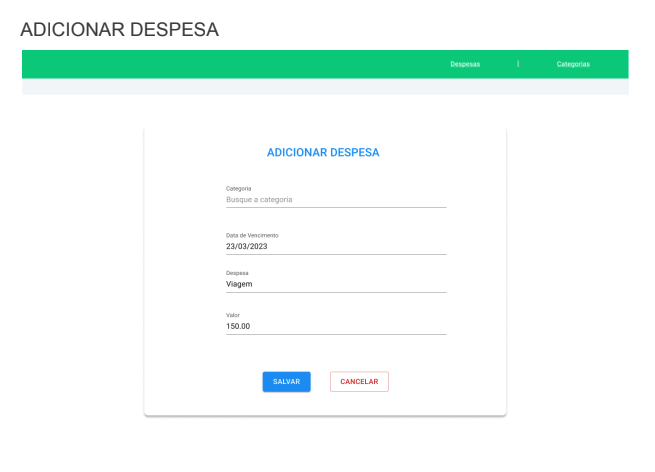 ADICIONAR DESPESA
Despesas | Categorias
ADICIONAR DESPESA
Categoria
Busque a categoria
Data de Vencimento
23/03/2023
Despesa
Viagem
Valor
150.00
SALVAR CANCELAR